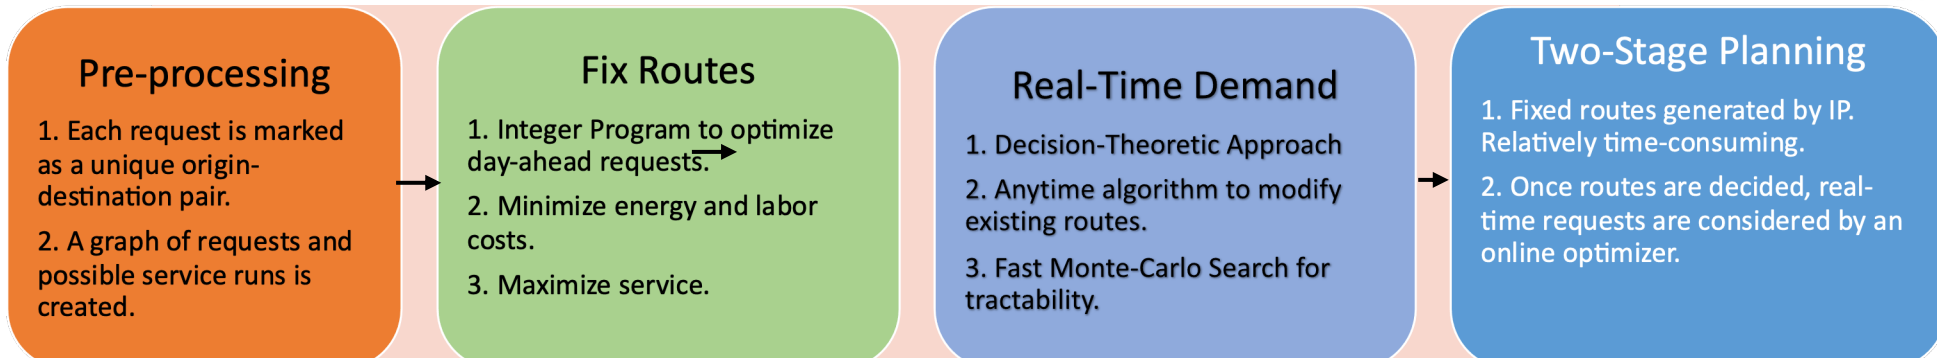 Pre-processing
1. Each request is marked
as a unique origin-
destination pair.
2. A graph of requests and
possible service runs is
created.
Fix Routes
1. Integer Program to optimize
day-ahead requests.
2. Minimize energy and labor
costs.
3. Maximize service.
Real-Time Demand
1. Decision-Theoretic Approach
2. Anytime algorithm to modify
existing routes.
3. Fast Monte-Carlo Search for
tractability.
Two-Stage Planning
1. Fixed routes generated by IP.
Relatively time-consuming.
2. Once routes are decided, real-
time requests are considered by an
online optimizer.